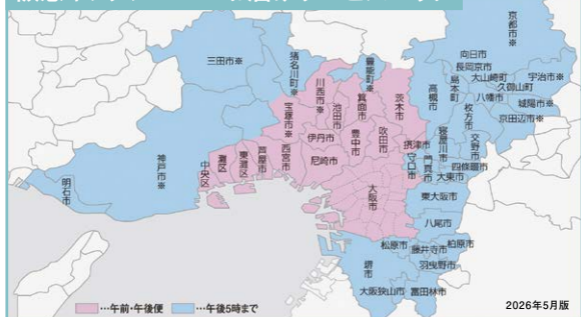 京都市※
向日市
長岡京市
大山崎町
宇治市※
久御山町
島本町
八幡市
城陽市※
京田辺市※
高槻市
枚方市
交野市
寝屋川市
四條畷市
門真市
大東市
三田市※
猪名川町※
豊能町※
川西市※
池田市
箕面市
茨木市
宝塚市※
伊丹市
豊中市
吹田市
摂津市
守口市
尼崎市
西宮市
芦屋市
東灘区
灘区
中央区
神戸市※
明石市
大阪市
東大阪市
八尾市
松原市
藤井寺市
柏原市
羽曳野市
堺市
大阪狭山市
富田林市
…午前・午後便
…午後5時まで
2026年5月版